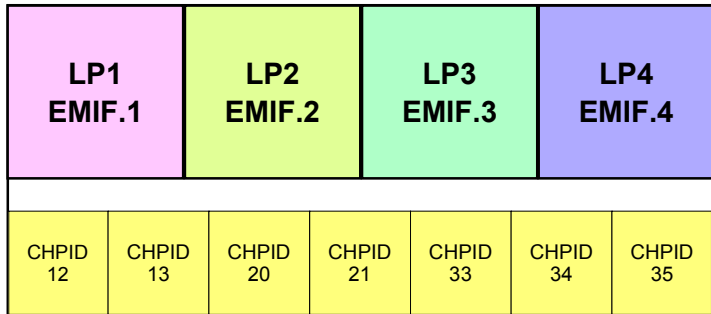 LP1
EMIF.1
LP2
EMIF.2
LP3
EMIF.3
LP4
EMIF.4
CHPID
12
CHPID
13
CHPID
20
CHPID
21
CHPID
33
CHPID
34
CHPID
35